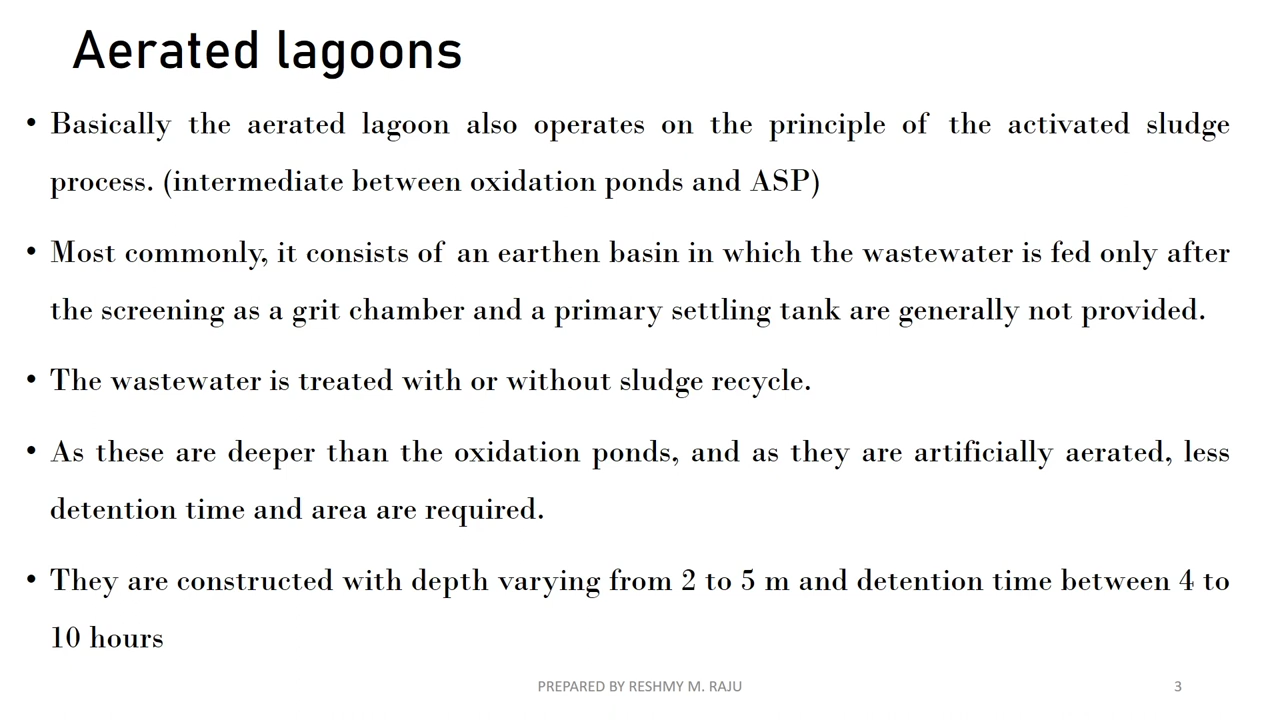 Aerated lagoons
• Basically the aerated lagoon also operates on the principle of the activated sludge
process. (intermediate between oxidation ponds and ASP)
• Most commonly, it consists of an earthen basin in which the wastewater is fed only after
the screening as a grit chamber and a primary settling tank are generally not provided.
• The wastewater is treated with or without sludge recycle.
• As these are deeper than the oxidation ponds, and as they are artificially aerated, less
detention time and area are required.
• They are constructed with depth varying from 2 to 5 m and detention time between 4 to
10 hours
PREPARED BY RESHMY M. RAJU
3